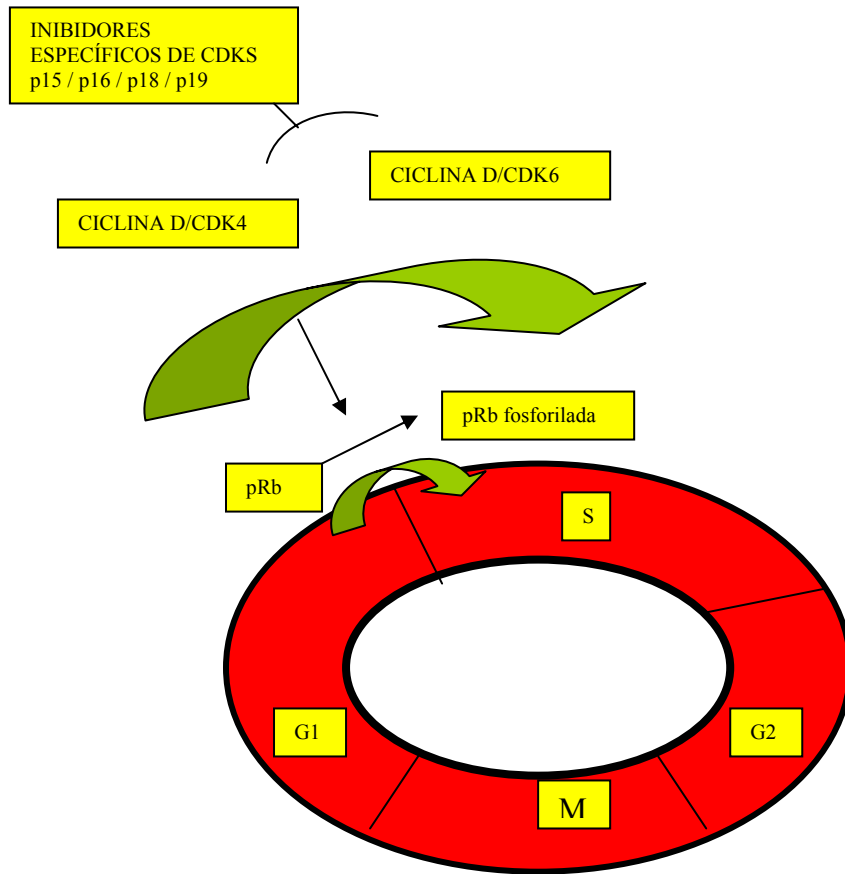 INIBIDORES
ESPECÍFICOS DE CDKS
p15 / p16 / p18 / p19
CICLINA D/CDK6
CICLINA D/CDK4
pRb fosforilada
pRb
S
G1
G2
M